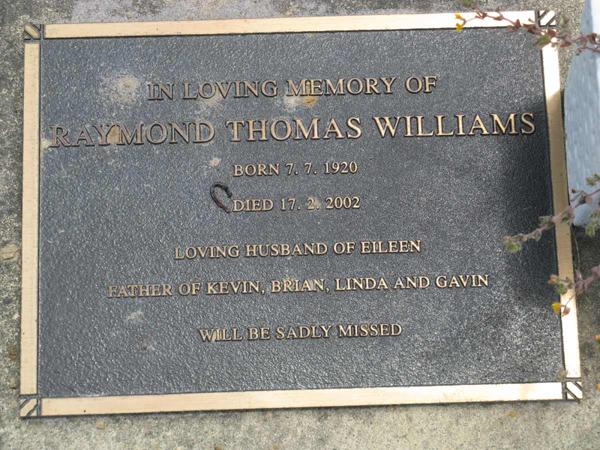 IN LOVING MEMORY OF
RAYMOND THOMAS WILLIAMS
BORN 7. 7. 1920
DIED 17. 2. 2002
LOVING HUSBAND OF EILEEN
FATHER OF KEVIN, BRIAN, LINDA AND GAVIN
WILL BE SADLY MISSED